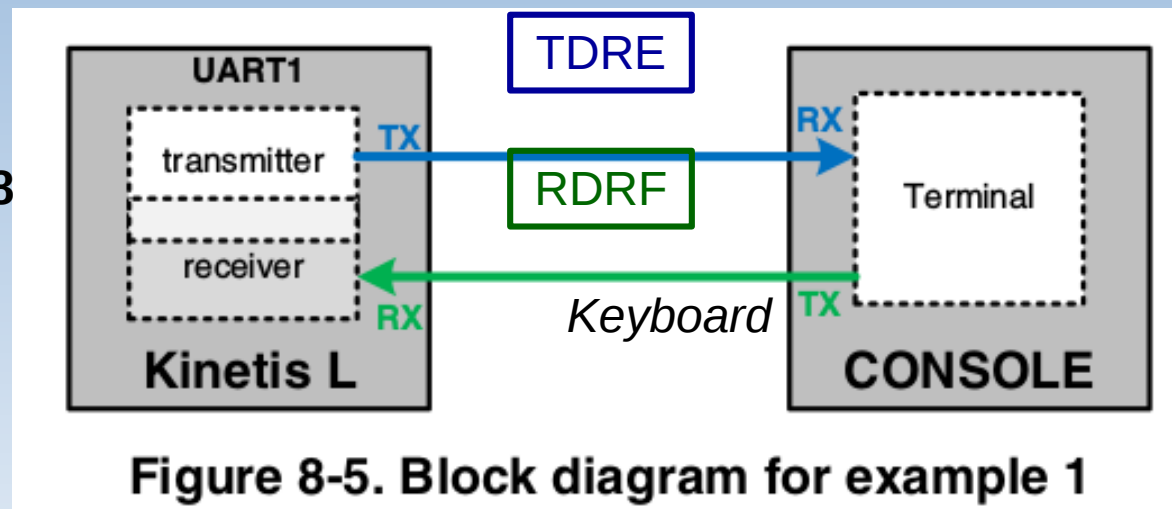 TDRE
UART1
TX
RX
transmitter
8
RDRF
Terminal
receiver
RX
Keyboard
TX
Kinetis L
CONSOLE
Figure 8-5. Block diagram for example 1